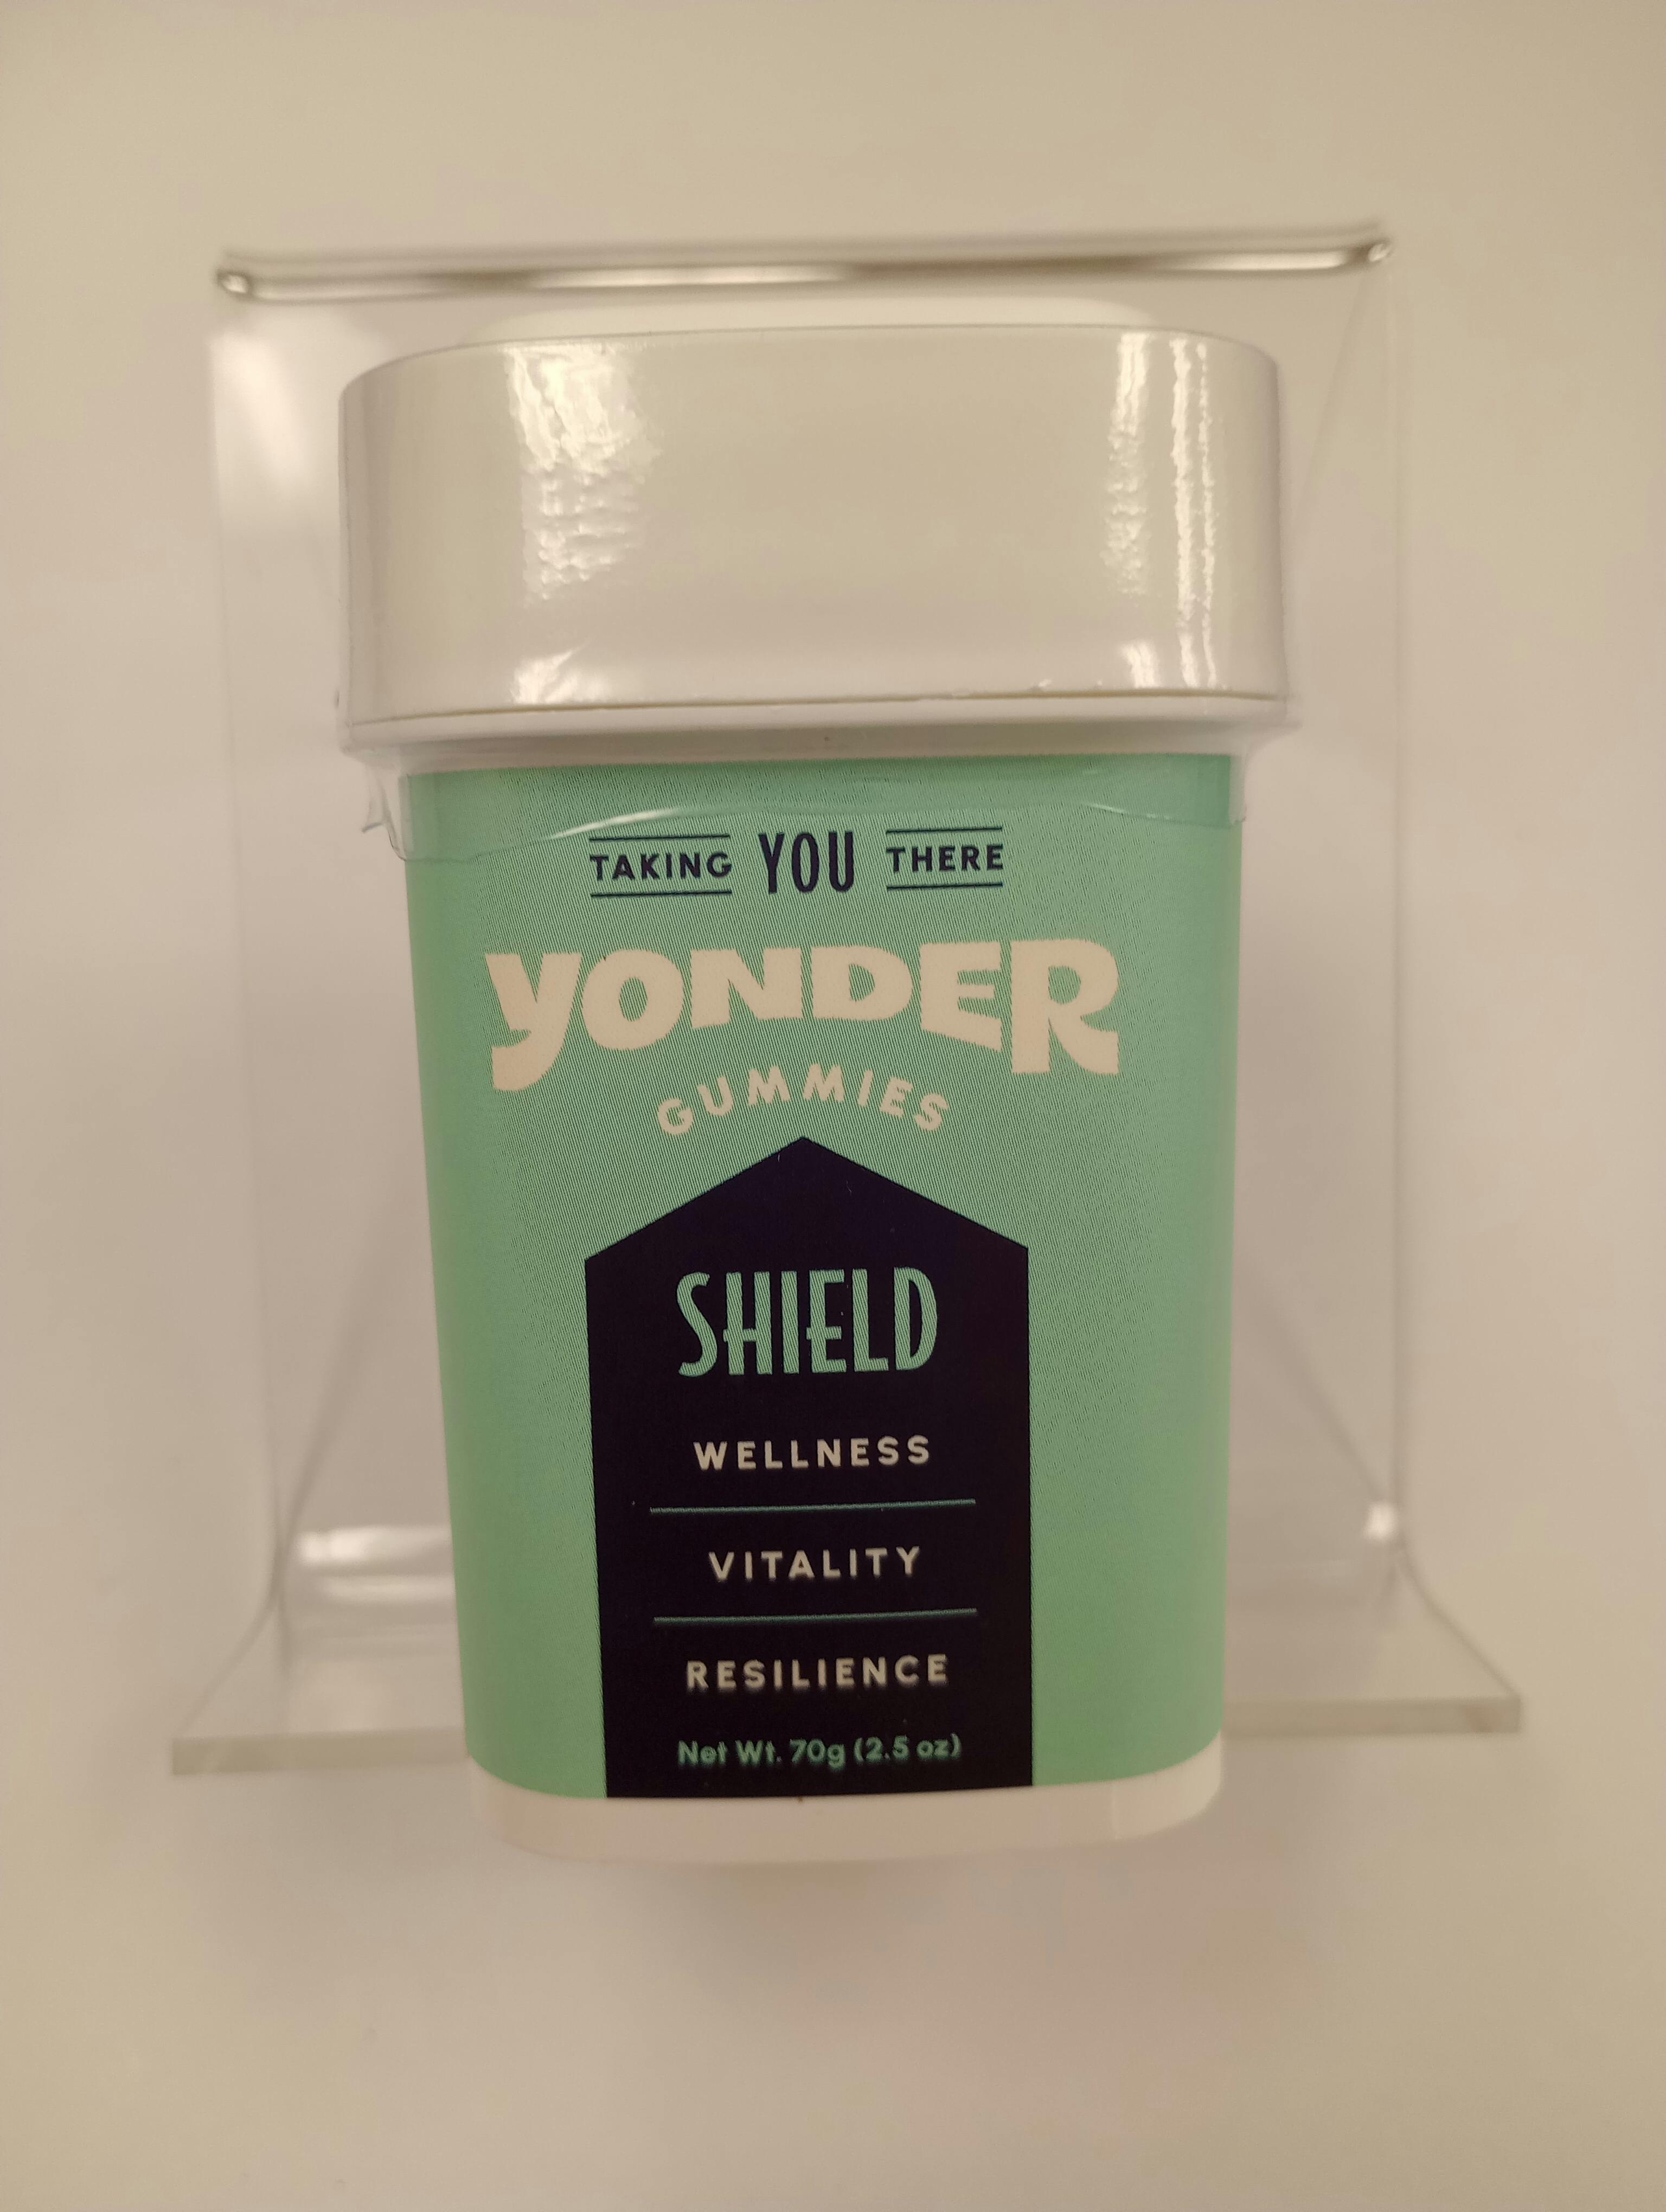 TAKING YOU THERE
YONDER
GUMMIES
SHIELD
WELLNESS
VITALITY
RESILIENCE
Net Wt. 70g (2.5 oz)